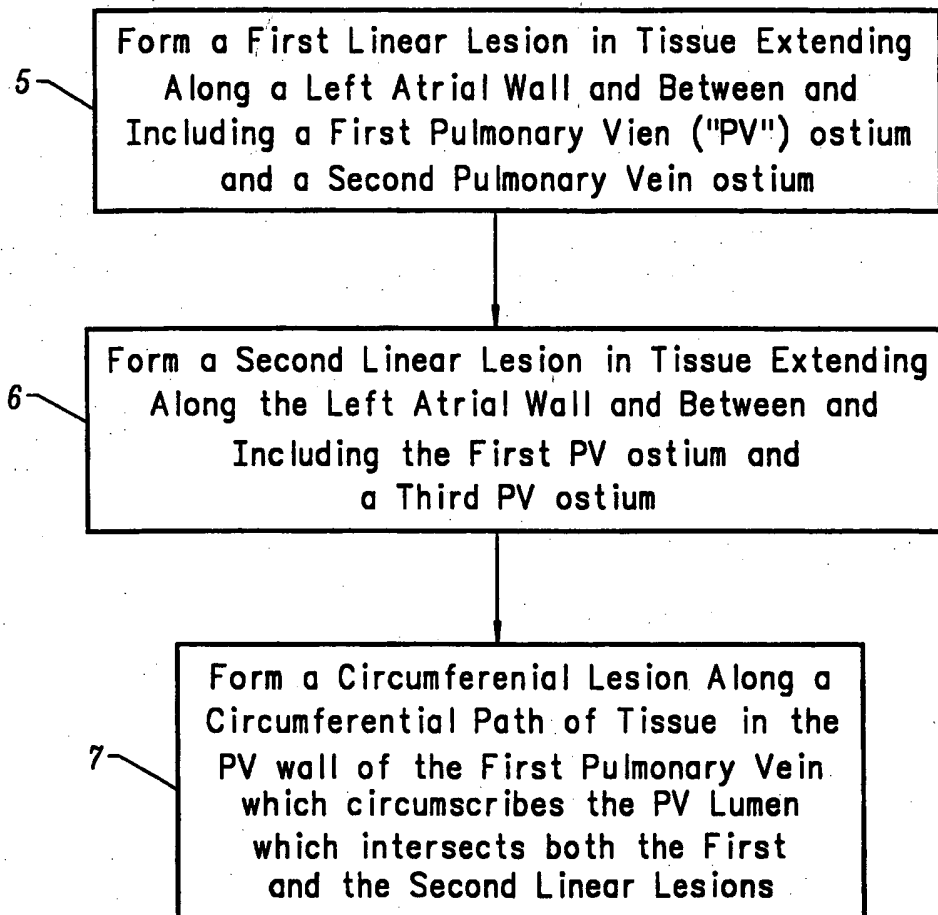 Form a First Linear Lesion in Tissue Extending
5
Along a Left Atrial Wall and Between and
Including a First Pulmonary Vien ("PV") ostium
and a Second Pulmonary Vein ostium
Form a Second Linear Lesion in Tissue Extending
6
Along the Left Atrial Wall and Between and
Including the First PV ostium and
a Third PV ostium
Form a Circumferenial Lesion Along a
Circumferential Path of Tissue in the
7
PV wall of the First Pulmonary Vein
which circumscribes the PV Lumen
which intersects both the First
and the Second Linear Lesions